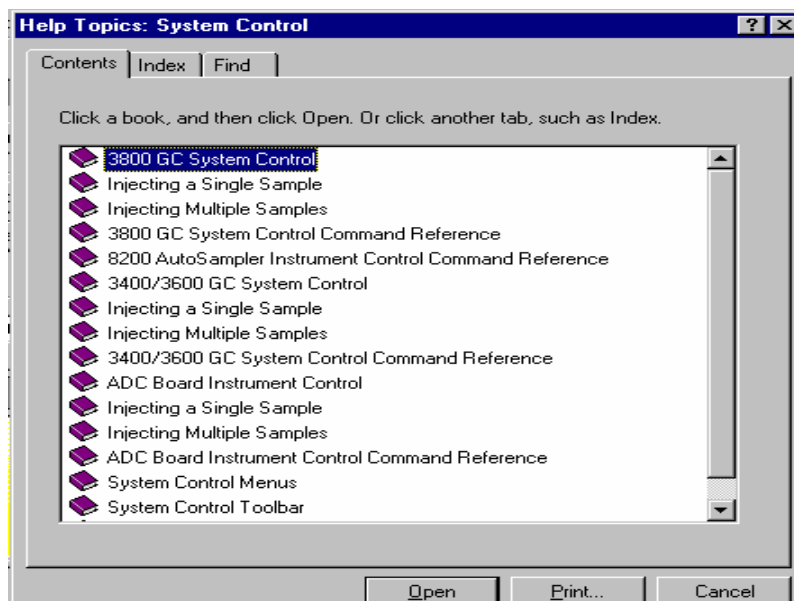 Help Topics: System Control
Contents Index Find
Click a book, and then click Open. Or click another tab, such as Index.
3800 GC System Control
Injecting a Single Sample
Injecting Multiple Samples
3800 GC System Control Command Reference
8200 AutoSampler Instrument Control Command Reference
3400/3600 GC System Control
Injecting a Single Sample
Injecting Multiple Samples
3400/3600 GC System Control Command Reference
ADC Board Instrument Control
Injecting a Single Sample
Injecting Multiple Samples
ADC Board Instrument Control Command Reference
System Control Menus
System Control Toolbar
Open Print... Cancel